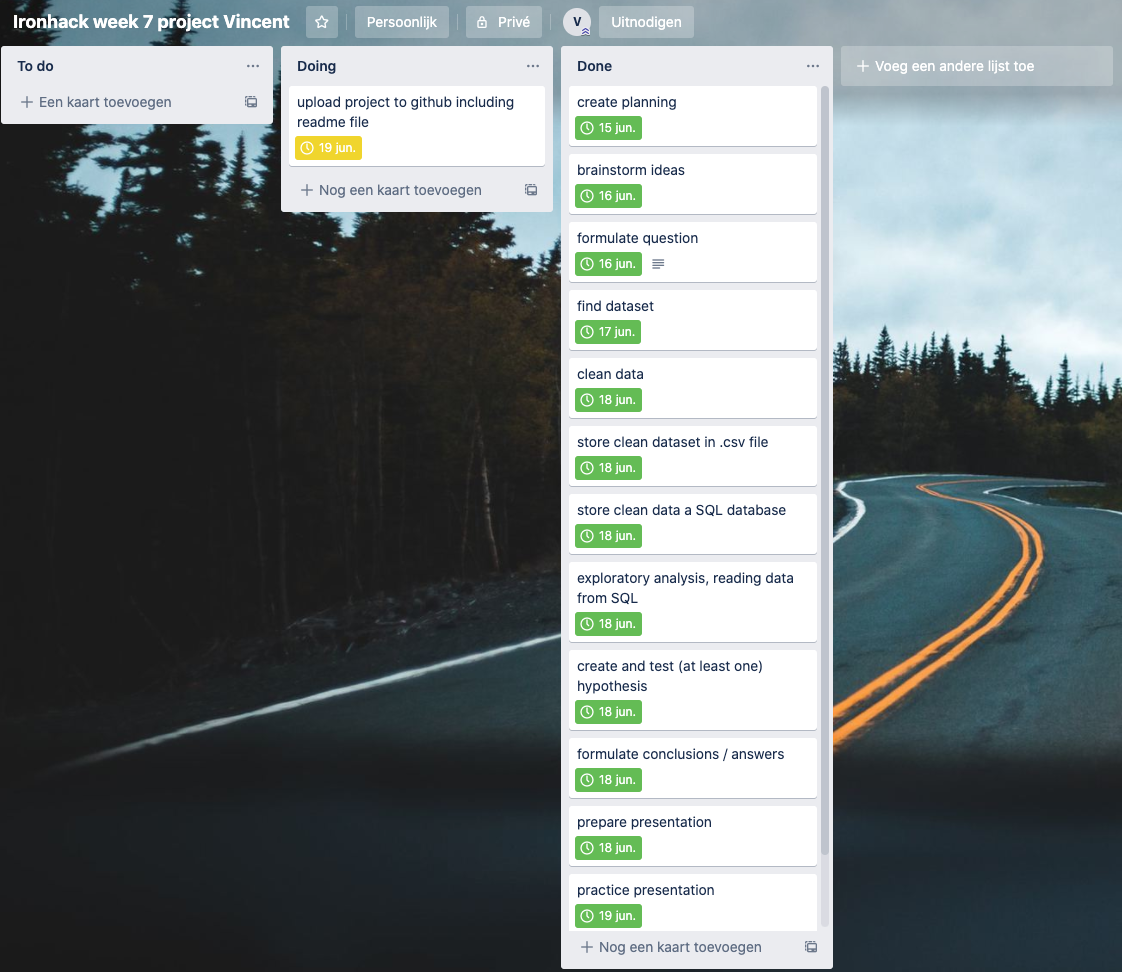 Ironhack week 7 project Vincent
Persoonlijk
Privé
V
Uitnodigen
To do
Een kaart toevoegen
Doing
upload project to github including
readme file
19 jun.
Nog een kaart toevoegen
Done
create planning
15 jun.
brainstorm ideas
16 jun.
formulate question
16 jun.
find dataset
17 jun.
clean data
18 jun.
store clean dataset in .csv file
18 jun.
store clean data a SQL database
18 jun.
exploratory analysis, reading data
from SQL
18 jun.
create and test (at least one)
hypothesis
18 jun.
formulate conclusions / answers
18 jun.
prepare presentation
18 jun.
practice presentation
19 jun.
Nog een kaart toevoegen
Voeg een andere lijst toe